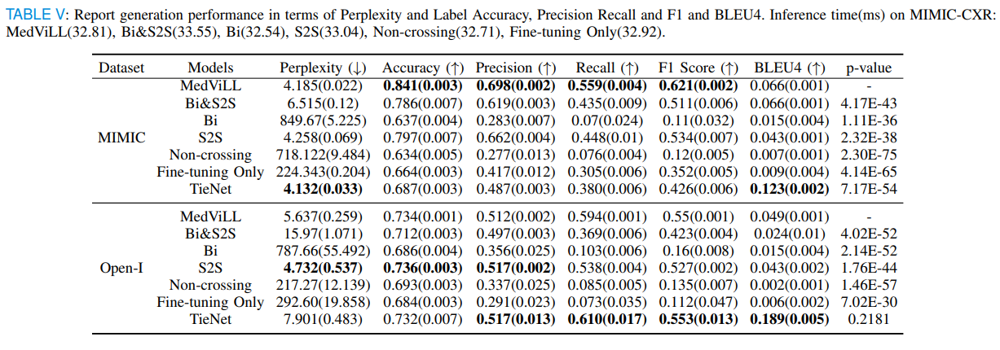 TABLE V: Report generation performance in terms of Perplexity and Label Accuracy, Precision Recall and F1 and BLEU4. Inference time(ms) on MIMIC-CXR:
MedViLL(32.81), Bi&S2S(33.55), Bi(32.54), S2S(33.04), Non-crossing(32.71), Fine-tuning Only(32.92).
Dataset Models Perplexity (↓) Accuracy (↑) Precision (↑) Recall (↑) F1 Score (↑) BLEU4 (↑) p-value
MedViLL 4.185(0.022) 0.841(0.003) 0.698(0.002) 0.559(0.004) 0.621(0.002) 0.066(0.001) -
Bi&S2S 6.515(0.12) 0.786(0.007) 0.619(0.003) 0.435(0.009) 0.511(0.006) 0.066(0.001) 4.17E-43
Bi 849.67(5.225) 0.637(0.004) 0.283(0.007) 0.07(0.024) 0.11(0.032) 0.015(0.004) 1.11E-36
MIMIC S2S 4.258(0.069) 0.797(0.007) 0.662(0.004) 0.448(0.01) 0.534(0.007) 0.043(0.001) 2.32E-38
Non-crossing 718.122(9.484) 0.634(0.005) 0.277(0.013) 0.076(0.004) 0.12(0.005) 0.007(0.001) 2.30E-75
Fine-tuning Only 224.343(0.204) 0.664(0.003) 0.417(0.012) 0.305(0.006) 0.352(0.005) 0.009(0.004) 4.14E-65
TieNet 4.132(0.033) 0.687(0.003) 0.487(0.003) 0.380(0.006) 0.426(0.006) 0.123(0.002) 7.17E-54
MedViLL 5.637(0.259) 0.734(0.001) 0.512(0.002) 0.594(0.001) 0.55(0.001) 0.049(0.001) -
Bi&S2S 15.97(1.071) 0.712(0.003) 0.497(0.003) 0.369(0.006) 0.423(0.004) 0.024(0.01) 4.02E-52
Bi 787.66(55.492) 0.686(0.004) 0.356(0.025) 0.103(0.006) 0.16(0.008) 0.015(0.004) 2.14E-52
Open-I S2S 4.732(0.537) 0.736(0.003) 0.517(0.002) 0.538(0.004) 0.527(0.002) 0.043(0.002) 1.76E-44
Non-crossing 217.27(12.139) 0.693(0.003) 0.337(0.025) 0.085(0.005) 0.135(0.007) 0.002(0.001) 1.46E-57
Fine-tuning Only 292.60(19.858) 0.684(0.003) 0.291(0.023) 0.073(0.035) 0.112(0.047) 0.006(0.002) 7.02E-30
TieNet 7.901(0.483) 0.732(0.007) 0.517(0.013) 0.610(0.017) 0.553(0.013) 0.189(0.005) 0.2181